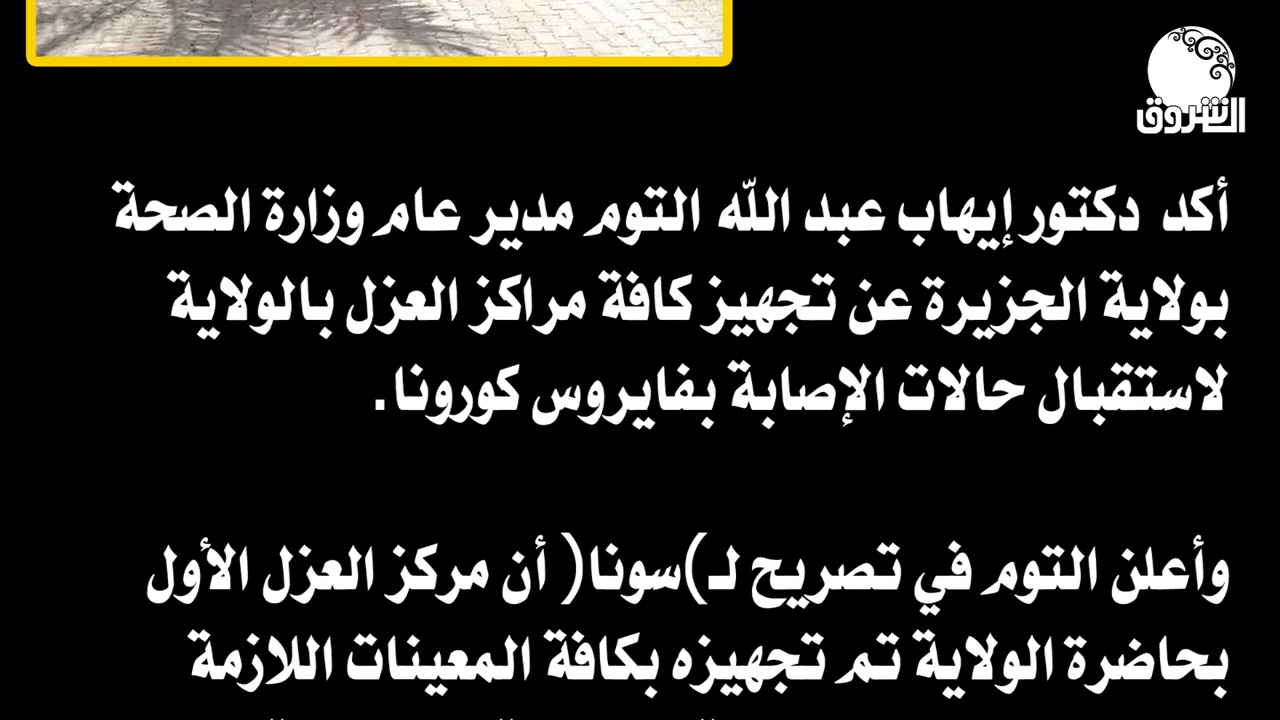 الشروق
أكد دكتور إيهاب عبد الله التوم مدير عام وزارة الصحة
بولاية الجزيرة عن تجهيز كافة مراكز العزل بالولاية
لاستقبال حالات الإصابة بفايروس كورونا.
وأعلن التوم في تصريح لـ)سونا( أن مركز العزل الأول
بحاضرة الولاية تم تجهيزه بكافة المعينات اللازمة